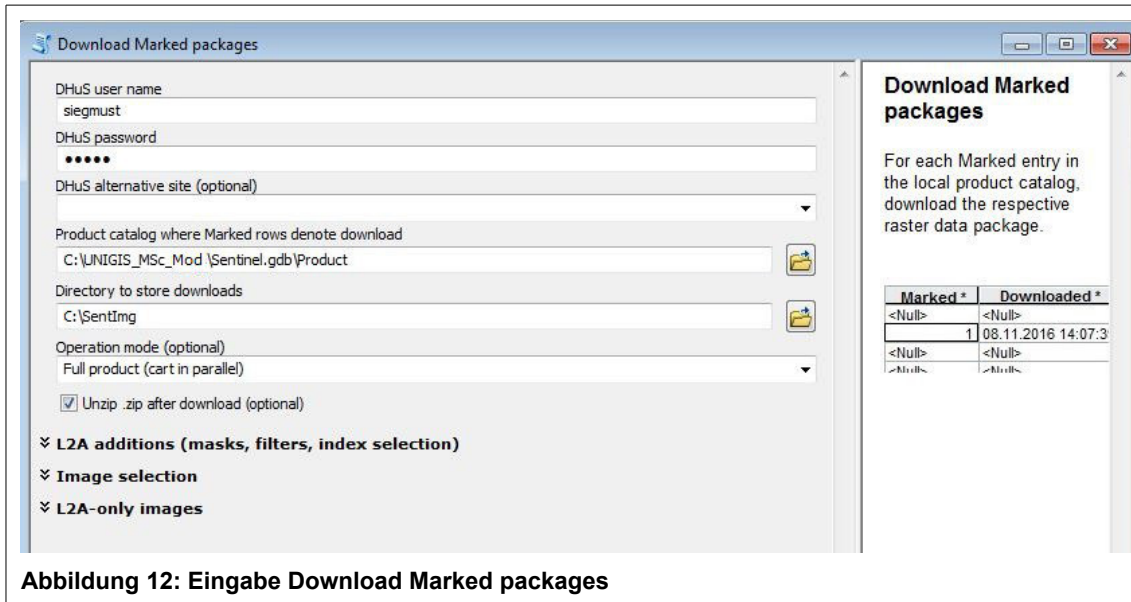 Download Marked packages
DHuS user name
siegmust
DHuS password
•••••
DHuS alternative site (optional)
Product catalog where Marked rows denote download
C:\UNIGIS_MSc_Mod \Sentinel.gdb\Product
Directory to store downloads
C:\SentImg
Operation mode (optional)
Full product (cart in parallel)
Unzip .zip after download (optional)
L2A additions (masks, filters, index selection)
Image selection
L2A-only images
Download Marked
packages
For each Marked entry in
the local product catalog,
download the respective
raster data package.
Marked * Downloaded *
<Null> <Null>
1 08.11.2016 14:07:3
<Null> <Null>
<Null> <Null>
Abbildung 12: Eingabe Download Marked packages